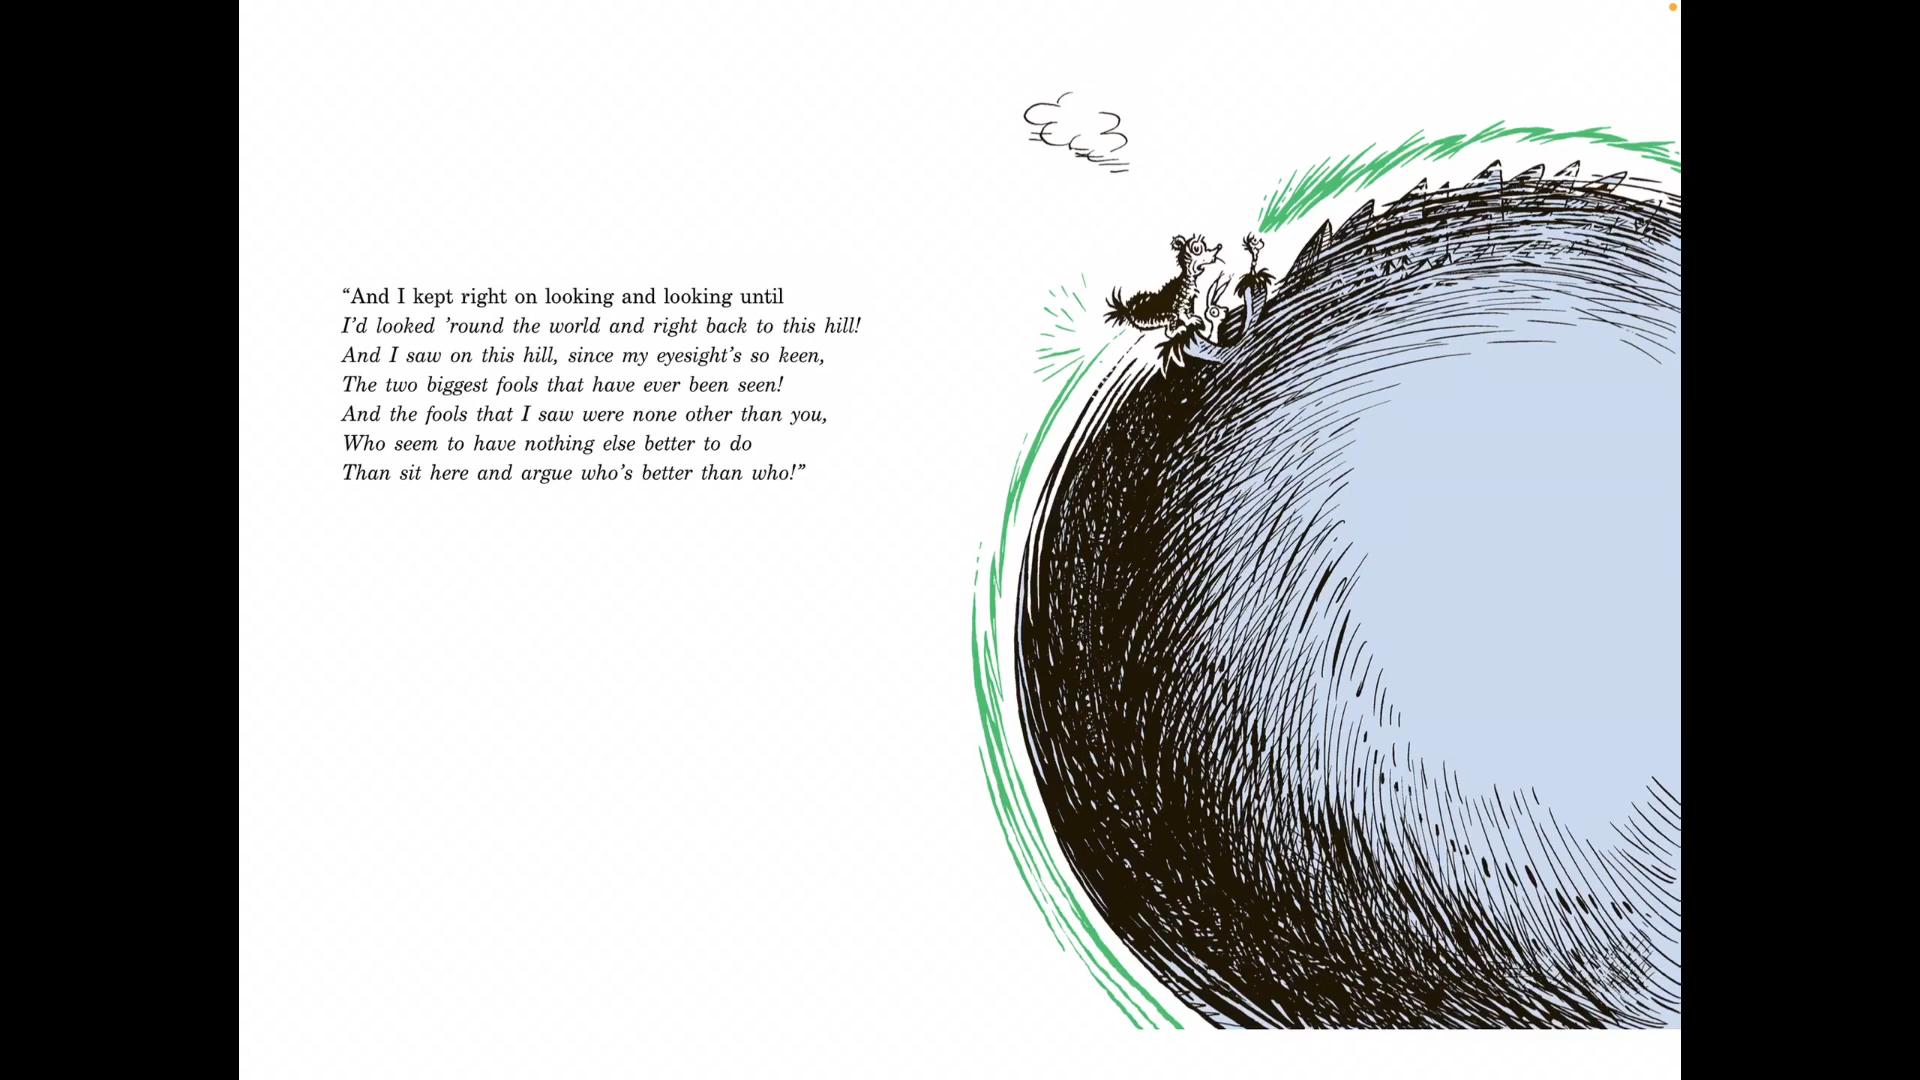 “And I kept right on looking and looking until
I’d looked ’round the world and right back to this hill!
And I saw on this hill, since my eyesight’s so keen,
The two biggest fools that have ever been seen!
And the fools that I saw were none other than you,
Who seem to have nothing else better to do
Than sit here and argue who’s better than who!”